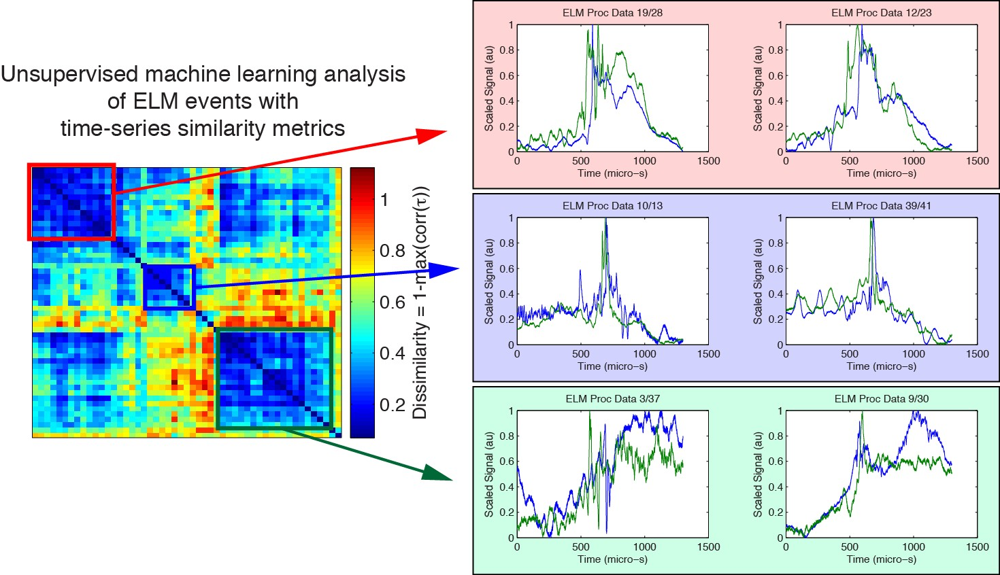 Unsupervised machine learning analysis
of ELM events with
time-series similarity metrics
1
0.8
0.6
0.4
0.2
Dissimilarity = 1-max(corr(τ))
ELM Proc Data 19/28
1
0.8
0.6
0.4
0.2
0
Scaled Signal (au)
0 500 1000 1500
Time (micro−s)
ELM Proc Data 12/23
1
0.8
0.6
0.4
0.2
0
Scaled Signal (au)
0 500 1000 1500
Time (micro−s)
ELM Proc Data 10/13
1
0.8
0.6
0.4
0.2
0
Scaled Signal (au)
0 500 1000 1500
Time (micro−s)
ELM Proc Data 39/41
1
0.8
0.6
0.4
0.2
0
Scaled Signal (au)
0 500 1000 1500
Time (micro−s)
ELM Proc Data 3/37
1
0.8
0.6
0.4
0.2
0
Scaled Signal (au)
0 500 1000 1500
Time (micro−s)
ELM Proc Data 9/30
1
0.8
0.6
0.4
0.2
0
Scaled Signal (au)
0 500 1000 1500
Time (micro−s)